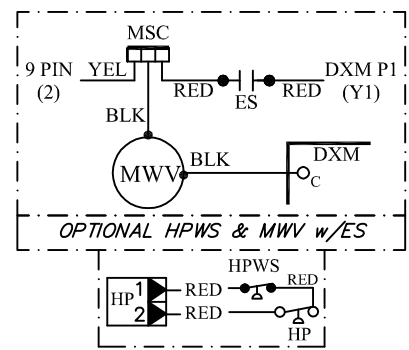 MSC
9 PIN YEL DXM P1
(2) RED ES RED (Y1)
BLK
BLK DXM
MWV C
OPTIONAL HPWS & MWV w/ES
HPWS
1 RED RED
HP
2 RED HP